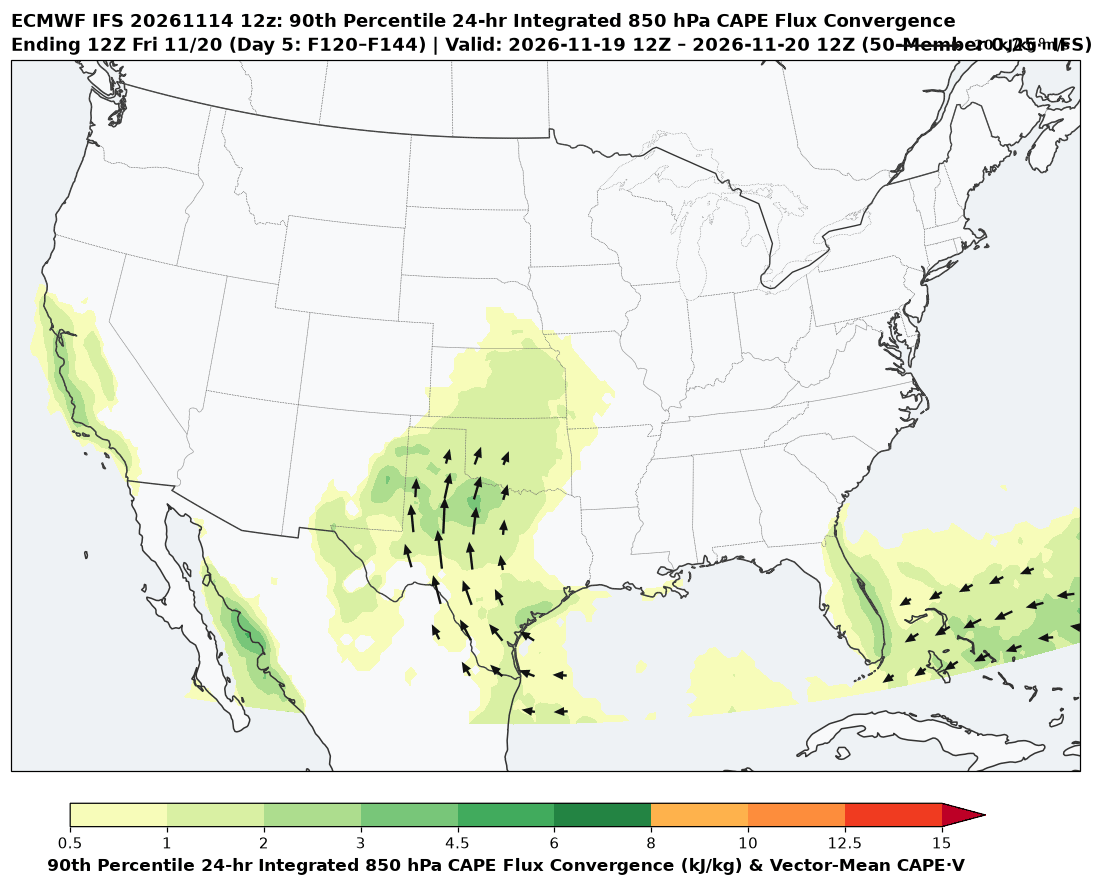 ECMWF IFS 20261114 12z: 90th Percentile 24-hr Integrated 850 hPa CAPE Flux Convergence
Ending 12Z Fri 11/20 (Day 5: F120–F144) | Valid: 2026-11-19 12Z – 2026-11-20 12Z (50-Member 0.25° IFS)
0.5 1 2 3 4.5 6 8 10 12.5 15
90th Percentile 24-hr Integrated 850 hPa CAPE Flux Convergence (kJ/kg) & Vector-Mean CAPE·V